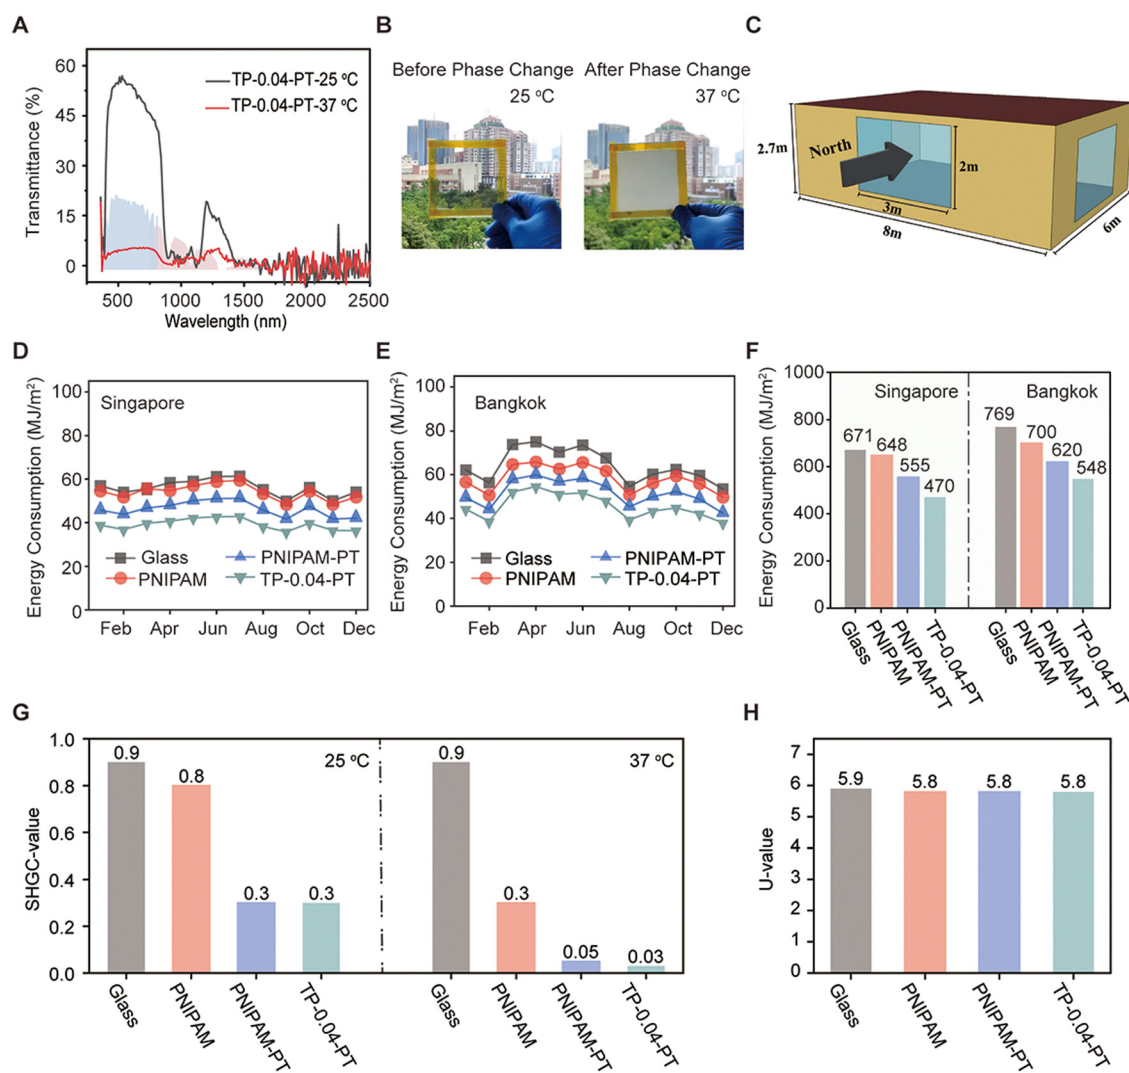 A
60
45
30
15
0
Transmittance (%)
TP-0.04-PT-25 ºC
TP-0.04-PT-37 ºC
500 1000 1500 2000 2500
Wavelength (nm)
B
Before Phase Change After Phase Change
25 ºC 37 ºC
C
2.7m
North
2m
3m
8m
6m
D
100
80
60
40
20
0
Energy Consumption (MJ/m²)
Singapore
Glass PNIPAM-PT
PNIPAM TP-0.04-PT
Feb Apr Jun Aug Oct Dec
E
100
80
60
40
20
0
Energy Consumption (MJ/m²)
Bangkok
Glass PNIPAM-PT
PNIPAM TP-0.04-PT
Feb Apr Jun Aug Oct Dec
F
1000
800
600
400
200
0
Energy Consumption (MJ/m²)
Singapore Bangkok
671 648 555 470
769 700 620 548
Glass PNIPAM PNIPAM-PT TP-0.04-PT
Glass PNIPAM PNIPAM-PT TP-0.04-PT
G
1.0
0.8
0.6
0.4
0.2
0.0
SHGC-value
25 ºC 37 ºC
0.9 0.8 0.3 0.3
0.9 0.3 0.05 0.03
Glass PNIPAM PNIPAM-PT TP-0.04-PT
Glass PNIPAM PNIPAM-PT TP-0.04-PT
H
7
6
5
4
3
2
1
0
U-value
5.9 5.8 5.8 5.8
Glass PNIPAM PNIPAM-PT TP-0.04-PT